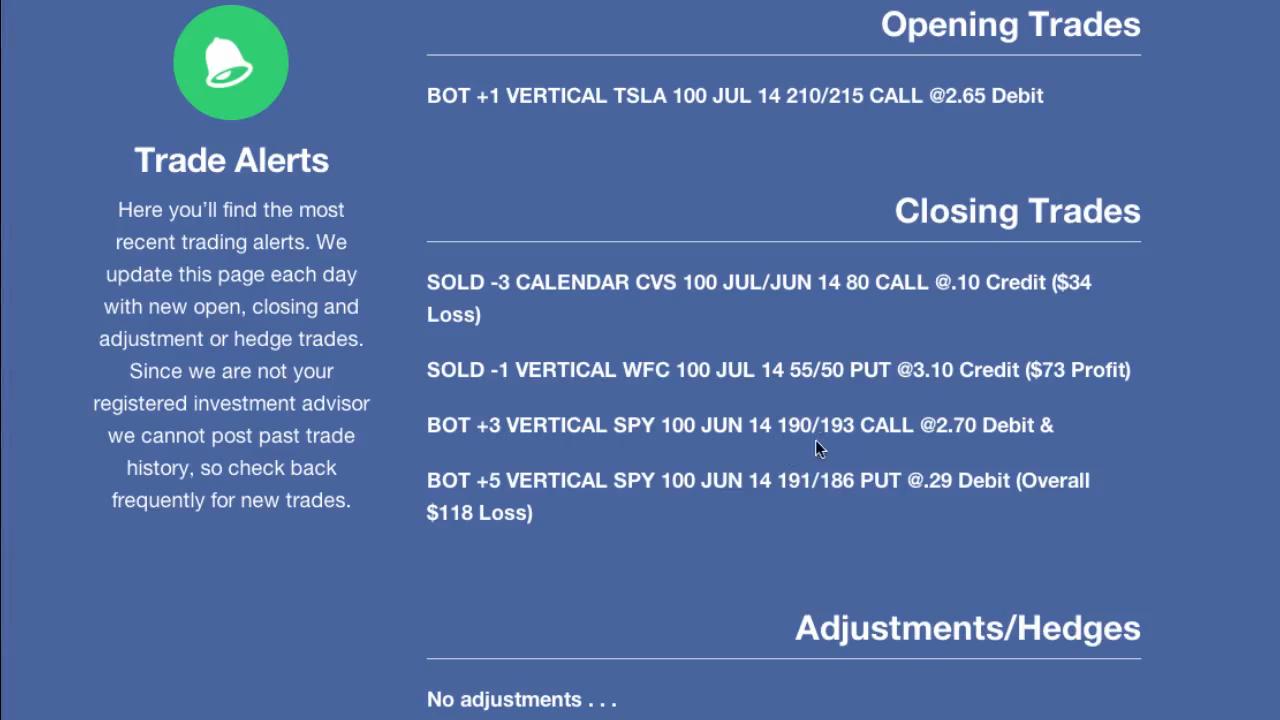 Trade Alerts
Here you’ll find the most
recent trading alerts. We
update this page each day
with new open, closing and
adjustment or hedge trades.
Since we are not your
registered investment advisor
we cannot post past trade
history, so check back
frequently for new trades.
Opening Trades
BOT +1 VERTICAL TSLA 100 JUL 14 210/215 CALL @2.65 Debit
Closing Trades
SOLD -3 CALENDAR CVS 100 JUL/JUN 14 80 CALL @.10 Credit ($34
Loss)
SOLD -1 VERTICAL WFC 100 JUL 14 55/50 PUT @3.10 Credit ($73 Profit)
BOT +3 VERTICAL SPY 100 JUN 14 190/193 CALL @2.70 Debit &
BOT +5 VERTICAL SPY 100 JUN 14 191/186 PUT @.29 Debit (Overall
$118 Loss)
Adjustments/Hedges
No adjustments . . .